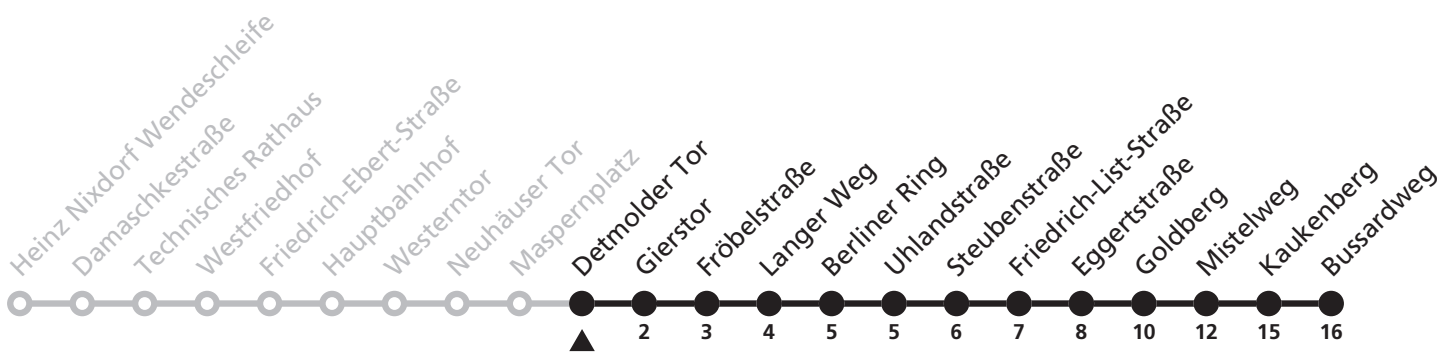 Heinz Nixdorf Wendeschleife
Damaschkestraße
Technisches Rathaus
Westfriedhof
Friedrich-Ebert-Straße
Hauptbahnhof
Westerntor
Neuhäuser Tor
Maspernplatz
Detmolder Tor
Gierstor
Fröbelstraße
Langer Weg
Berliner Ring
Uhlandstraße
Steubenstraße
Friedrich-List-Straße
Eggertstraße
Goldberg
Mistelweg
Kaukenberg
Bussardweg
2 3 4 5 5 6 7 8 10 12 15 16